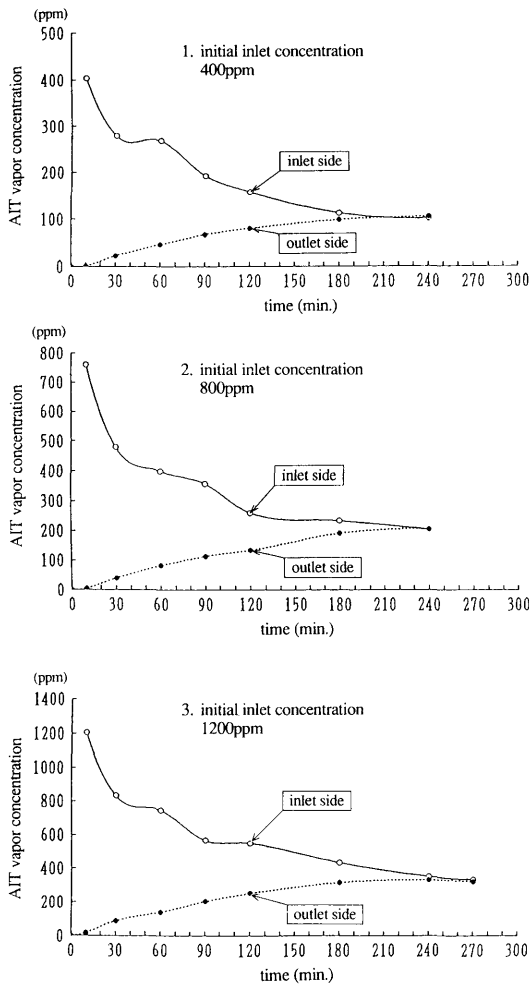 (ppm)
500
400
300
200
100
0
AIT vapor concentration
1. initial inlet concentration
400ppm
inlet side
outlet side
0 30 60 90 120 150 180 210 240 270 300
time (min.)
(ppm)
800
700
600
500
400
300
200
100
0
AIT vapor concentration
2. initial inlet concentration
800ppm
inlet side
outlet side
0 30 60 90 120 150 180 210 240 270 300
time (min.)
(ppm)
1400
1200
1000
800
600
400
200
0
AIT vapor concentration
3. initial inlet concentration
1200ppm
inlet side
outlet side
0 30 60 90 120 150 180 210 240 270 300
time (min.)